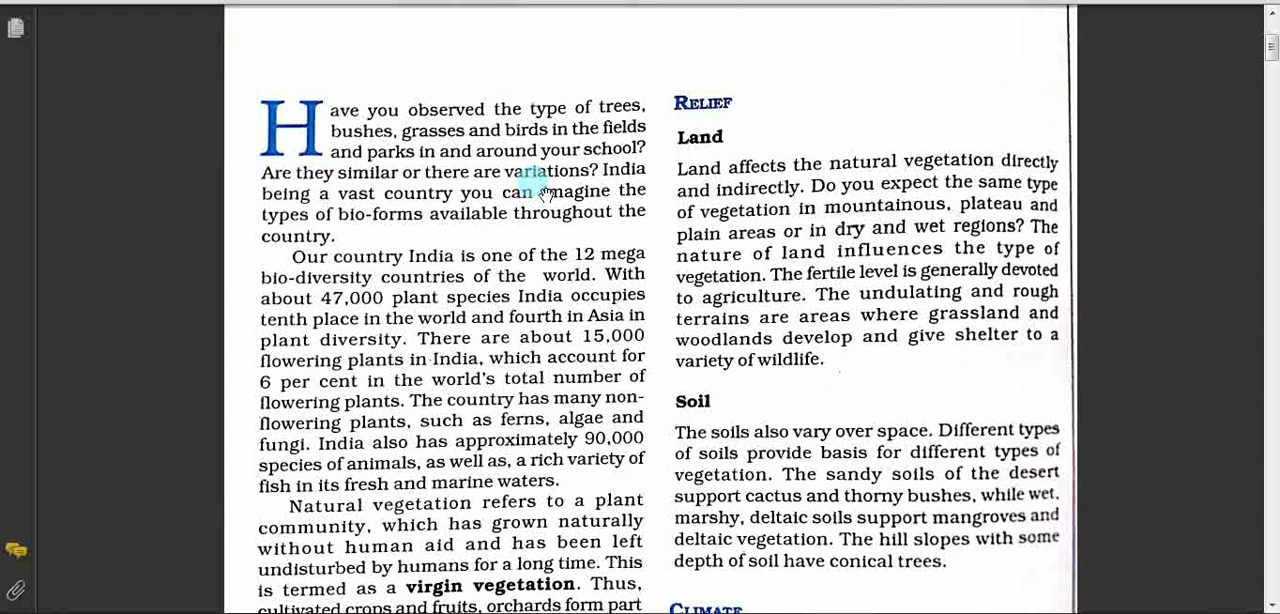 Have you observed the type of trees,
bushes, grasses and birds in the fields
and parks in and around your school?
Are they similar or there are variations? India
being a vast country you can imagine the
types of bio-forms available throughout the
country.
Our country India is one of the 12 mega
bio-diversity countries of the world. With
about 47,000 plant species India occupies
tenth place in the world and fourth in Asia in
plant diversity. There are about 15,000
flowering plants in India, which account for
6 per cent in the world's total number of
flowering plants. The country has many non-
flowering plants, such as ferns, algae and
fungi. India also has approximately 90,000
species of animals, as well as, a rich variety of
fish in its fresh and marine waters.
Natural vegetation refers to a plant
community, which has grown naturally
without human aid and has been left
undisturbed by humans for a long time. This
is termed as a virgin vegetation. Thus,
cultivated crops and fruits, orchards form part
RELIEF
Land
Land affects the natural vegetation directly
and indirectly. Do you expect the same type
of vegetation in mountainous, plateau and
plain areas or in dry and wet regions? The
nature of land influences the type of
vegetation. The fertile level is generally devoted
to agriculture. The undulating and rough
terrains are areas where grassland and
woodlands develop and give shelter to a
variety of wildlife.
Soil
The soils also vary over space. Different types
of soils provide basis for different types of
vegetation. The sandy soils of the desert
support cactus and thorny bushes, while wet,
marshy, deltaic soils support mangroves and
deltaic vegetation. The hill slopes with some
depth of soil have conical trees.
CLIMATE